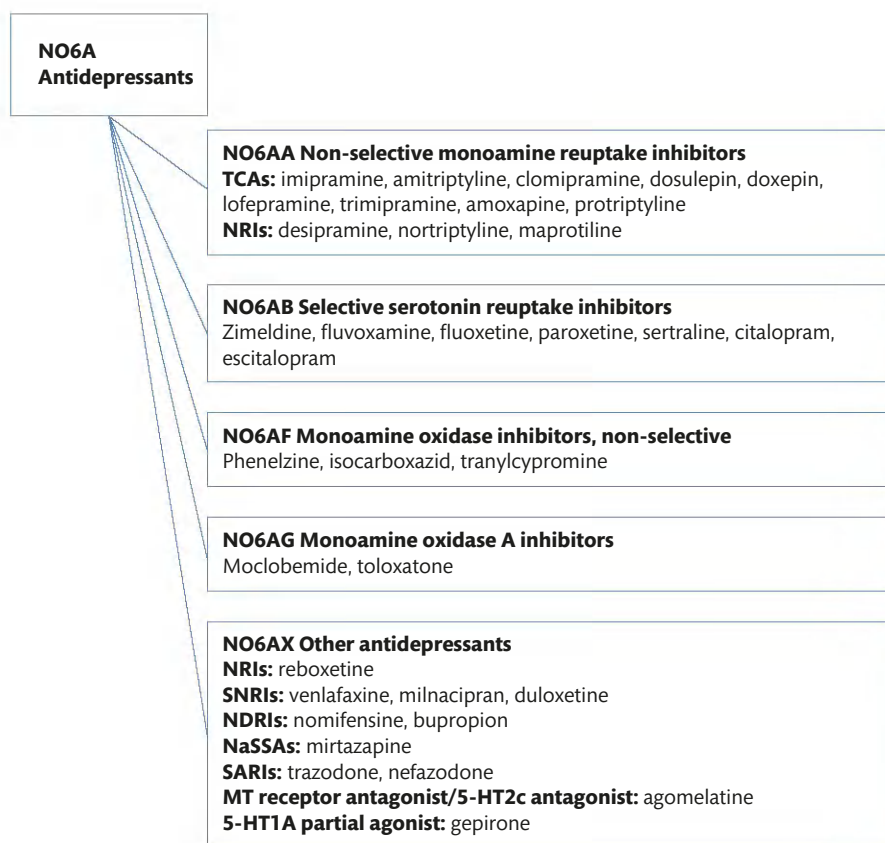 NO6A
Antidepressants
NO6AA Non-selective monoamine reuptake inhibitors
TCAs: imipramine, amitriptyline, clomipramine, dosulepin, doxepin,
lofepramine, trimipramine, amoxapine, protriptyline
NRIs: desipramine, nortriptyline, maprotiline
NO6AB Selective serotonin reuptake inhibitors
Zimeldine, fluvoxamine, fluoxetine, paroxetine, sertraline, citalopram,
escitalopram
NO6AF Monoamine oxidase inhibitors, non-selective
Phenelzine, isocarboxazid, tranylcypromine
NO6AG Monoamine oxidase A inhibitors
Moclobemide, toloxatone
NO6AX Other antidepressants
NRIs: reboxetine
SNRIs: venlafaxine, milnacipran, duloxetine
NDRIs: nomifensine, bupropion
NaSSAs: mirtazapine
SARIs: trazodone, nefazodone
MT receptor antagonist/5-HT2c antagonist: agomelatine
5-HT1A partial agonist: gepirone